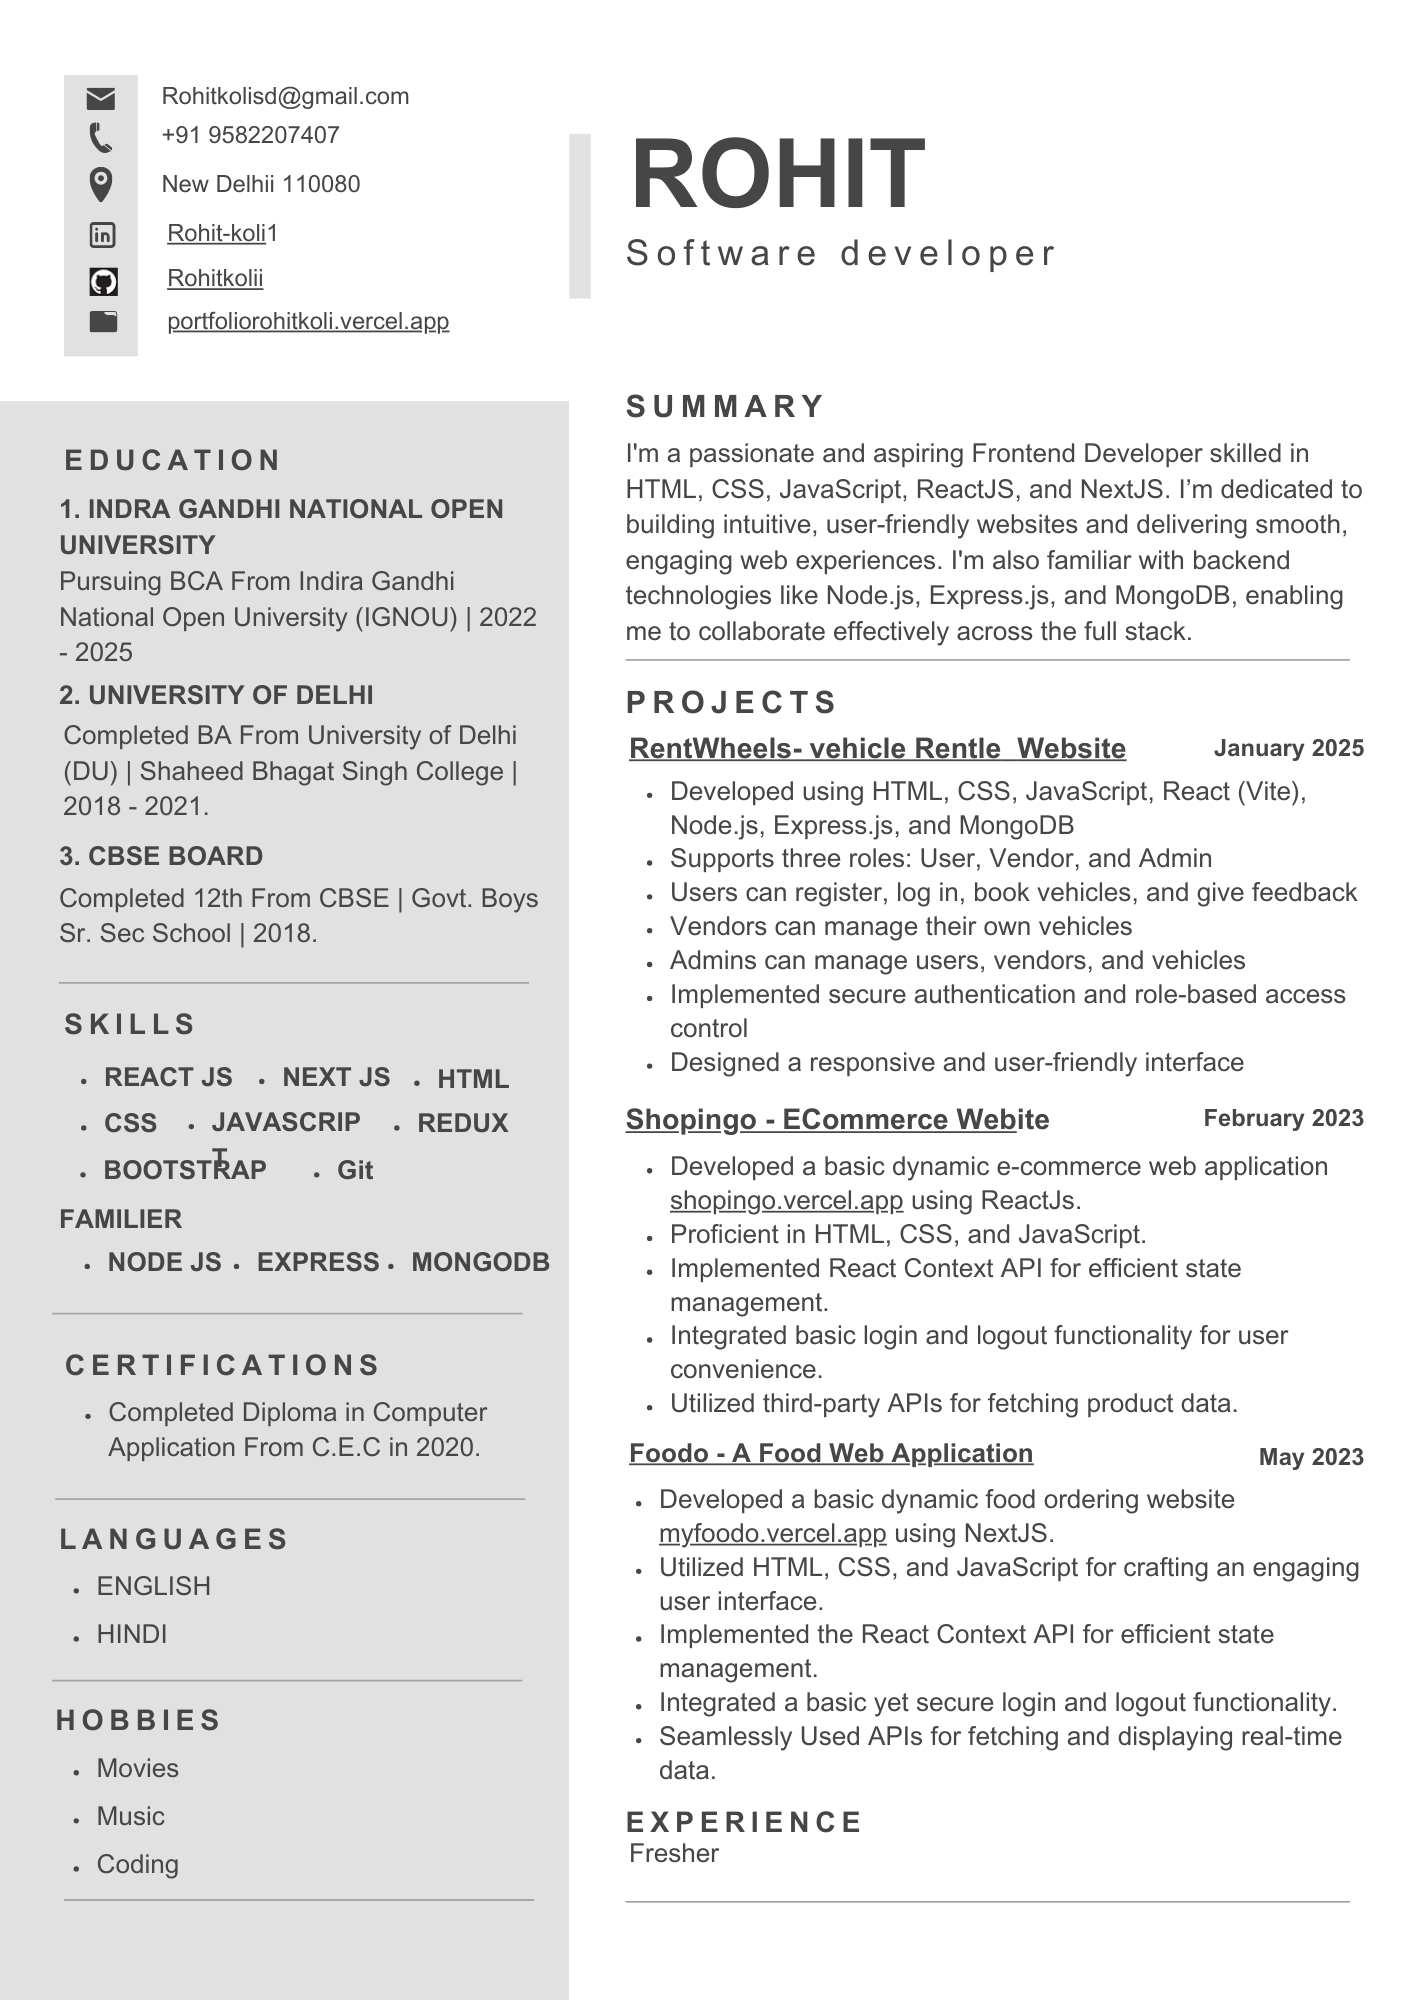 Rohitkolisd@gmail.com
+91 9582207407
New Delhii 110080
Rohit-koli1
Rohitkolii
portfoliorohitkoli.vercel.app
ROHIT
Software developer
EDUCATION
1. INDRA GANDHI NATIONAL OPEN
UNIVERSITY
Pursuing BCA From Indira Gandhi
National Open University (IGNOU) | 2022
- 2025
2. UNIVERSITY OF DELHI
Completed BA From University of Delhi
(DU) | Shaheed Bhagat Singh College |
2018 - 2021.
3. CBSE BOARD
Completed 12th From CBSE | Govt. Boys
Sr. Sec School | 2018.
SKILLS
• REACT JS • NEXT JS • HTML
• CSS • JAVASCRIP • REDUX
T
• BOOTSTRAP • Git
FAMILIER
• NODE JS • EXPRESS • MONGODB
CERTIFICATIONS
• Completed Diploma in Computer
Application From C.E.C in 2020.
LANGUAGES
• ENGLISH
• HINDI
HOBBIES
• Movies
• Music
• Coding
SUMMARY
I'm a passionate and aspiring Frontend Developer skilled in
HTML, CSS, JavaScript, ReactJS, and NextJS. I’m dedicated to
building intuitive, user-friendly websites and delivering smooth,
engaging web experiences. I'm also familiar with backend
technologies like Node.js, Express.js, and MongoDB, enabling
me to collaborate effectively across the full stack.
PROJECTS
RentWheels- vehicle Rentle Website January 2025
• Developed using HTML, CSS, JavaScript, React (Vite),
Node.js, Express.js, and MongoDB
• Supports three roles: User, Vendor, and Admin
• Users can register, log in, book vehicles, and give feedback
• Vendors can manage their own vehicles
• Admins can manage users, vendors, and vehicles
• Implemented secure authentication and role-based access
control
• Designed a responsive and user-friendly interface
Shopingo - ECommerce Webite February 2023
• Developed a basic dynamic e-commerce web application
shopingo.vercel.app using ReactJs.
• Proficient in HTML, CSS, and JavaScript.
• Implemented React Context API for efficient state
management.
• Integrated basic login and logout functionality for user
convenience.
• Utilized third-party APIs for fetching product data.
Foodo - A Food Web Application May 2023
• Developed a basic dynamic food ordering website
myfoodo.vercel.app using NextJS.
• Utilized HTML, CSS, and JavaScript for crafting an engaging
user interface.
• Implemented the React Context API for efficient state
management.
• Integrated a basic yet secure login and logout functionality.
• Seamlessly Used APIs for fetching and displaying real-time
data.
EXPERIENCE
Fresher